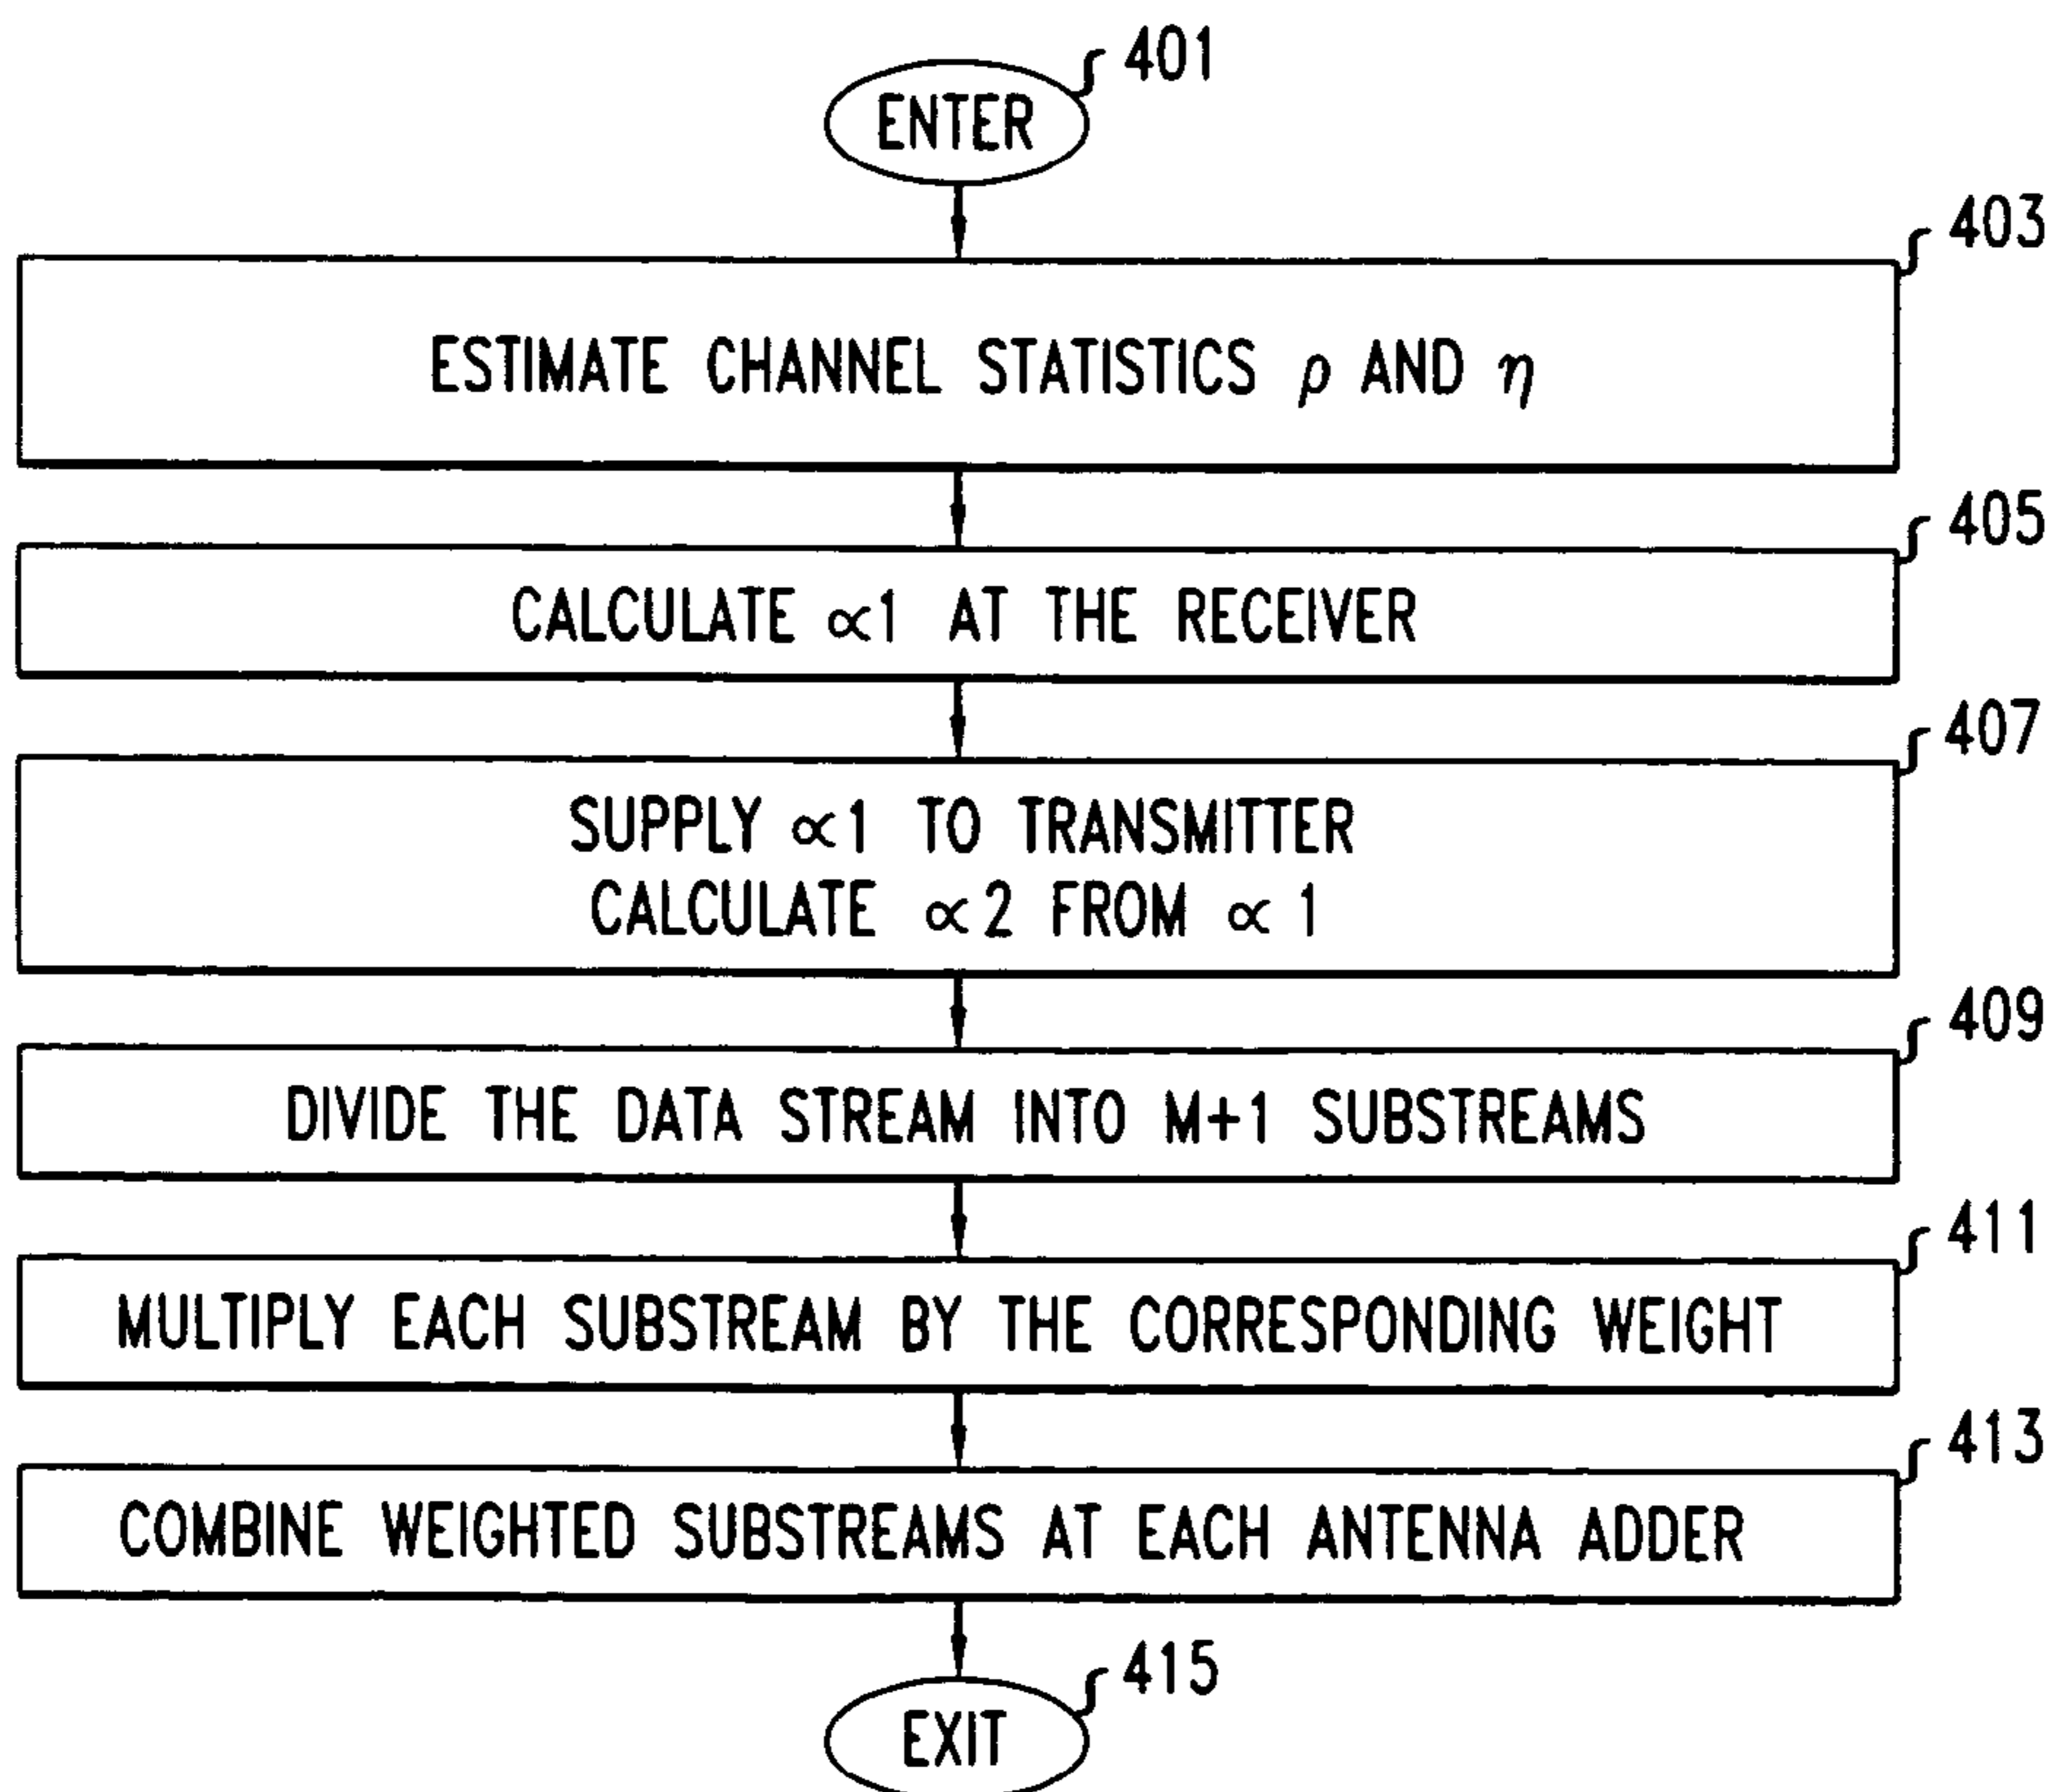 401
ENTER
403
ESTIMATE CHANNEL STATISTICS ρ AND η
405
CALCULATE ∝1 AT THE RECEIVER
407
SUPPLY ∝1 TO TRANSMITTER
CALCULATE ∝2 FROM ∝1
409
DIVIDE THE DATA STREAM INTO M+1 SUBSTREAMS
411
MULTIPLY EACH SUBSTREAM BY THE CORRESPONDING WEIGHT
413
COMBINE WEIGHTED SUBSTREAMS AT EACH ANTENNA ADDER
415
EXIT